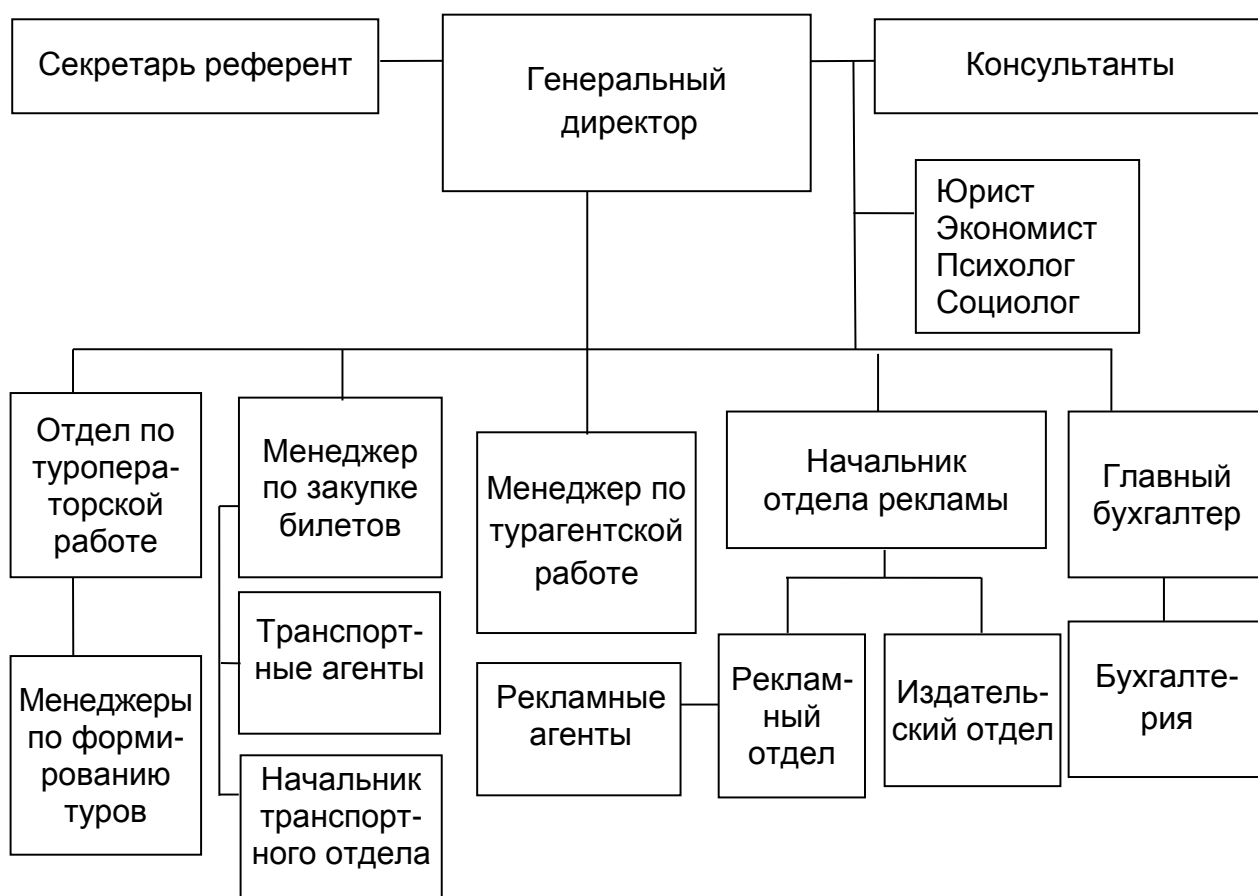 Секретарь референт
Генеральный
директор
Консультанты
Юрист
Экономист
Психолог
Социолог
Отдел по
туропера-
торской
работе
Менеджер
по закупке
билетов
Менеджер по
турагентской
работе
Начальник
отдела рекламы
Главный
бухгалтер
Менеджеры
по форми-
рованию
туров
Транспорт-
ные агенты
Начальник
транспорт-
ного отдела
Рекламные
агенты
Реклам-
ный
отдел
Издатель-
ский отдел
Бухгалте-
рия